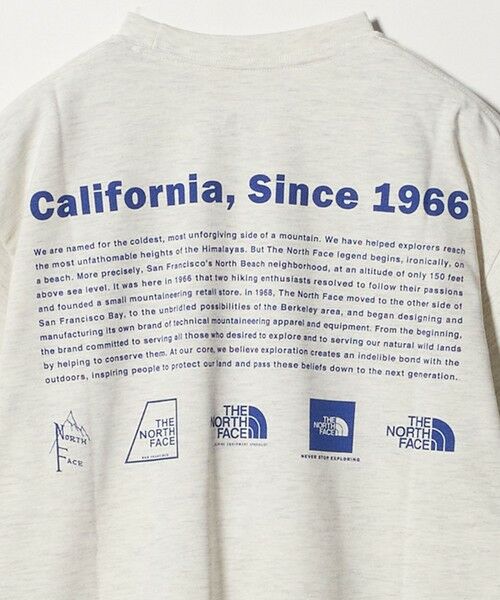 California, Since 1966
We are named for the coldest, most unforgiving side of a mountain. We have helped explorers reach
the most unfathomable heights of the Himalayas. But The North Face legend begins, ironically, on
a beach. More precisely, San Francisco's North Beach neighborhood, at an altitude of only 150 feet
above sea level. It was here in 1966 that two hiking enthusiasts resolved to follow their passions
and founded a small mountaineering retail store. In 1968, The North Face moved to the other side of
San Francisco Bay, to the unbridled possibilities of the Berkeley area, and began designing and
manufacturing its own brand of technical mountaineering apparel and equipment. From the beginning,
the brand committed to serving all those who desired to explore and to serving our natural wild lands
by helping to conserve them. At our core, we believe exploration creates an indelible bond with the
outdoors, inspiring people to protect our land and pass these beliefs down to the next generation.
NORTH
FACE
THE
NORTH
FACE
SAN FRANCISCO
THE
NORTH
FACE
THE
NORTH
FACE
NEVER STOP EXPLORING
THE
NORTH
FACE